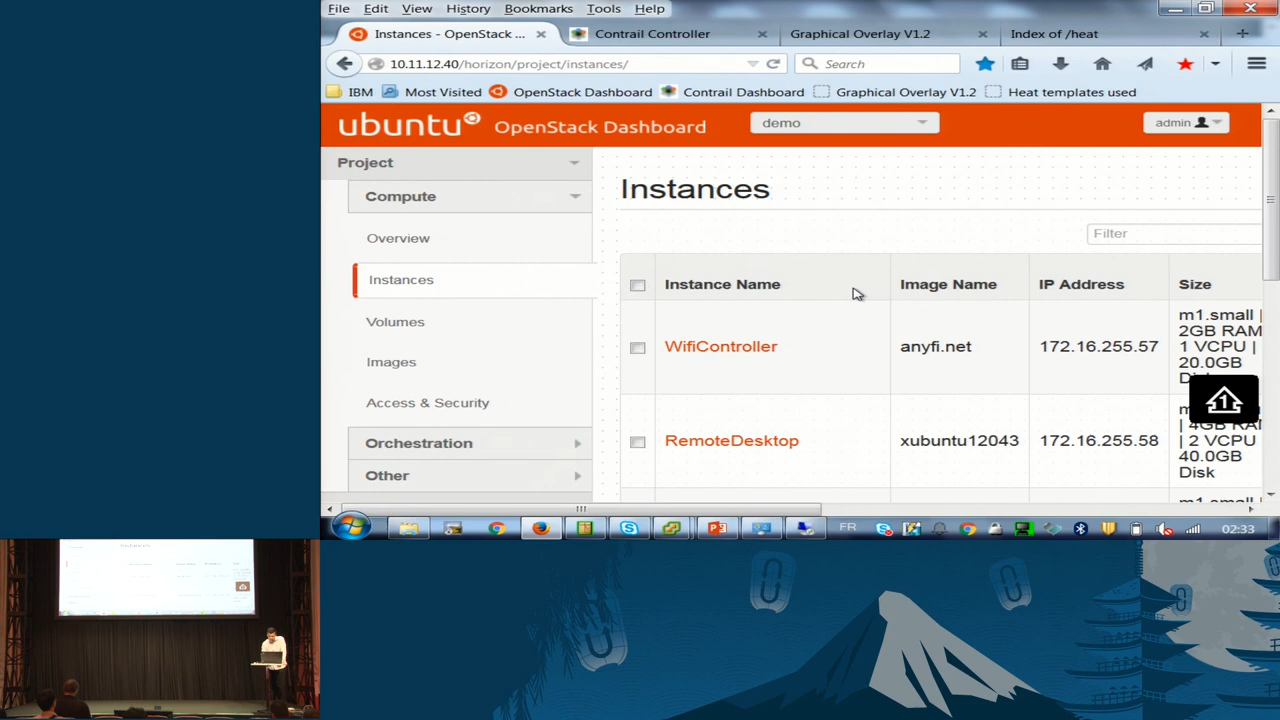 File Edit View History Bookmarks Tools Help
Instances - OpenStack ... Contrail Controller Graphical Overlay V1.2 Index of /heat
10.11.12.40/horizon/project/instances/ Search
IBM Most Visited OpenStack Dashboard Contrail Dashboard Graphical Overlay V1.2 Heat templates used
ubuntu OpenStack Dashboard demo admin
Project
Compute
Overview
Instances
Volumes
Images
Access & Security
Orchestration
Other
Instances
Filter
Instance Name Image Name IP Address Size
WifiController anyfi.net 172.16.255.57
m1.small |
2GB RAM
1 VCPU |
20.0GB
RemoteDesktop xubuntu12043 172.16.255.58
| 4GB RAM
| 2 VCPU
40.0GB
Disk
1
FR 02:33